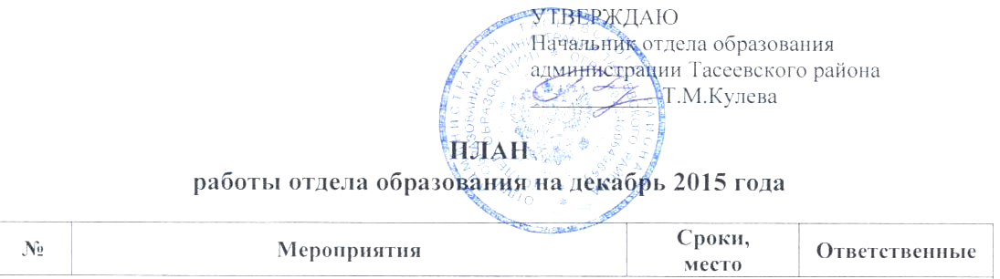 УТВЕРЖДАЮ
Начальник отдела образования
администрации Тасеевского района
Т.М.Кулева
ПЛАН
работы отдела образования на декабрь 2015 года
№ Мероприятия Сроки, Ответственные
место